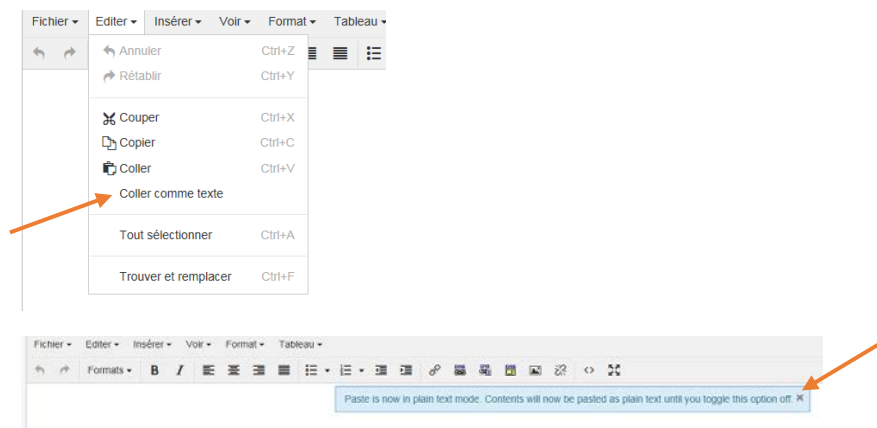 Fichier Editer Insérer Voir Format Tableau
Annuler Ctrl+Z
Rétablir Ctrl+Y
Couper Ctrl+X
Copier Ctrl+C
Coller Ctrl+V
Coller comme texte
Tout sélectionner Ctrl+A
Trouver et remplacer Ctrl+F
Fichier Editer Insérer Voir Format Tableau
Formats B I
Paste is now in plain text mode. Contents will now be pasted as plain text until you toggle this option off. ×